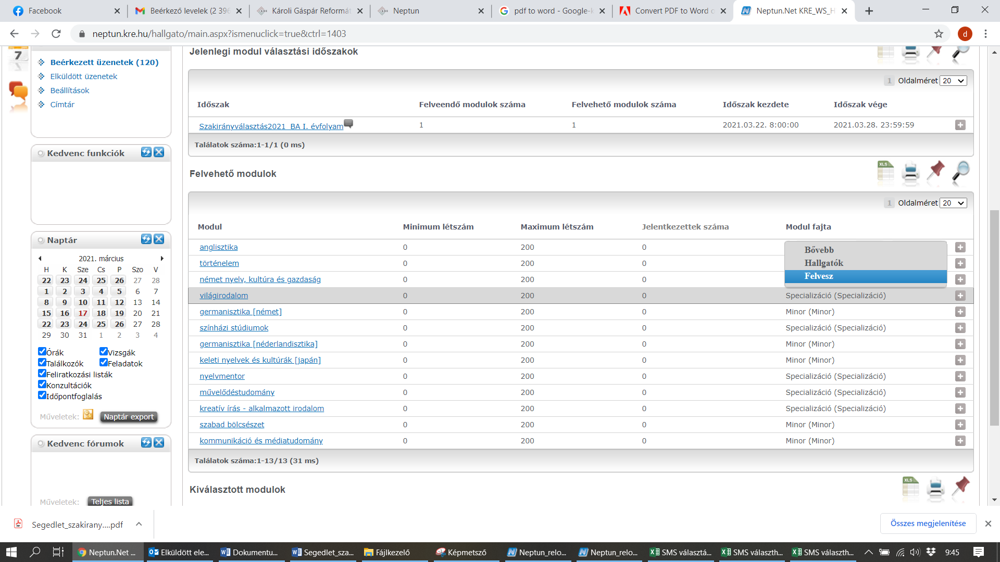 Facebook
Beérkező levelek (2 396
Károli Gáspár Reformát
Neptun
pdf to word - Google-k
Convert PDF to Word o
Neptun.Net KRE_WS_H
neptun.kre.hu/hallgato/main.aspx?ismenuclick=true&ctrl=1403
d
7
Beérkezett üzenetek (120)
Elküldött üzenetek
Beállítások
Címtár
Kedvenc funkciók
Naptár
2021. március
H K Sze Cs P Szo V
22 23 24 25 26 27 28
1 2 3 4 5 6 7
8 9 10 11 12 13 14
15 16 17 18 19 20 21
22 23 24 25 26 27 28
29 30 31 1 2 3 4
Órák Vizsgák
Találkozók Feladatok
Feliratkozási listák
Konzultációk
Időpontfoglalás
Műveletek: Naptár export
Kedvenc fórumok
Műveletek: Teljes lista
Jelenlegi modul választási időszakok
1 Oldalméret 20
Időszak Felveendő modulok száma Felvehető modulok száma Időszak kezdete Időszak vége
Szakirányválasztás2021_BA I. évfolyam 1 1 2021.03.22. 8:00:00 2021.03.28. 23:59:59
Találatok száma:1-1/1 (0 ms)
Felvehető modulok
XLS
1 Oldalméret 20
Modul Minimum létszám Maximum létszám Jelentkezettek száma Modul fajta
anglisztika 0 200 0
történelem 0 200 0
német nyelv, kultúra és gazdaság 0 200 0
Bővebb
Hallgatók
Felvesz
világirodalom 0 200 0 Specializáció (Specializáció)
germanisztika [német] 0 200 0 Minor (Minor)
színházi stúdiumok 0 200 0 Specializáció (Specializáció)
germanisztika [néderlandisztika] 0 200 0 Minor (Minor)
keleti nyelvek és kultúrák [japán] 0 200 0 Minor (Minor)
nyelvmentor 0 200 0 Specializáció (Specializáció)
művelődéstudomány 0 200 0 Specializáció (Specializáció)
kreatív írás - alkalmazott irodalom 0 200 0 Specializáció (Specializáció)
szabad bölcsészet 0 200 0 Minor (Minor)
kommunikáció és médiatudomány 0 200 0 Minor (Minor)
Találatok száma:1-13/13 (31 ms)
Kiválasztott modulok
XLS
Segedlet_szakirany....pdf
Összes megjelenítése
Neptun.Net ...
Elküldött ele...
Dokumentu...
Segedlet_sza...
Fájlkezelő
Képmetsző
Neptun_relo...
Neptun_relo...
SMS választá...
SMS választh...
SMS választh...
9:45